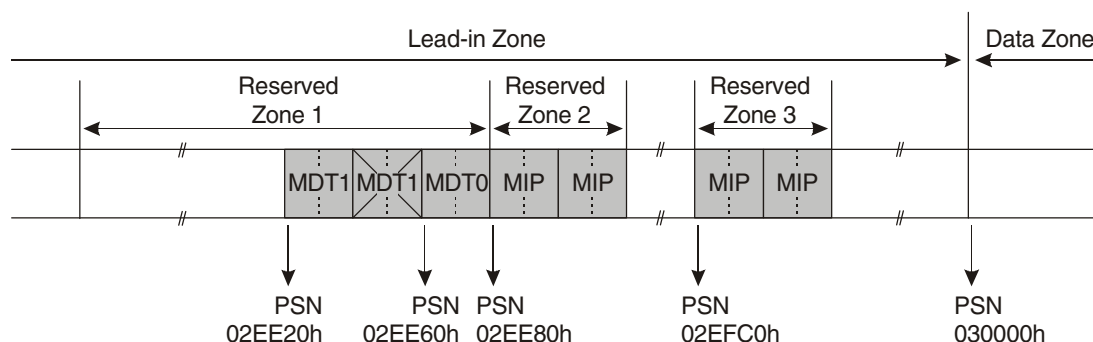 Lead-in Zone
Data Zone
Reserved
Zone 1
Reserved
Zone 2
Reserved
Zone 3
MDT1
MDT1
MDT0
MIP
MIP
MIP
MIP
PSN
02EE20h
PSN
02EE60h
PSN
02EE80h
PSN
02EFC0h
PSN
030000h